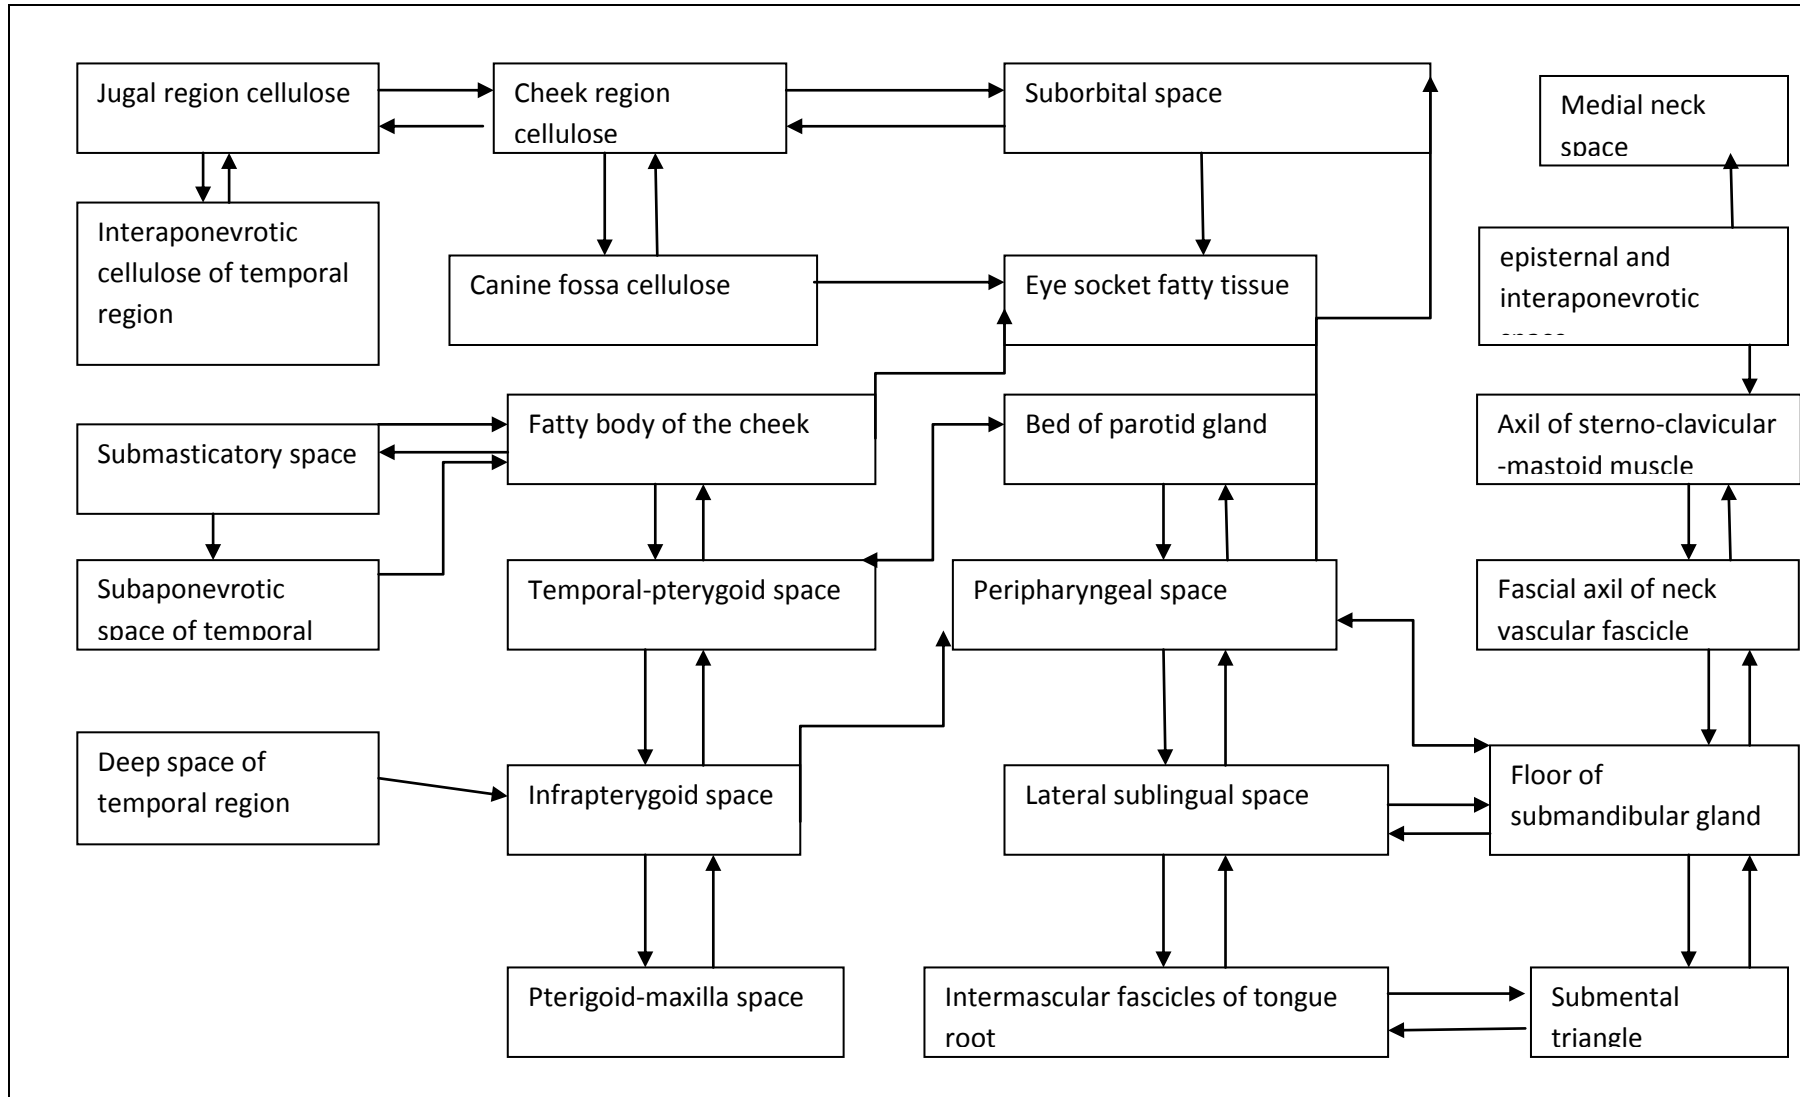 Jugal region cellulose
Cheek region
cellulose
Suborbital space
Medial neck
space
Interaponevrotic
cellulose of temporal
region
Canine fossa cellulose
Eye socket fatty tissue
episternal and
interaponevrotic
space
Submasticatory space
Fatty body of the cheek
Bed of parotid gland
Axil of sterno-clavicular
-mastoid muscle
Subaponevrotic
space of temporal
Temporal-pterygoid space
Peripharyngeal space
Fascial axil of neck
vascular fascicle
Deep space of
temporal region
Infrapterygoid space
Lateral sublingual space
Floor of
submandibular gland
Pterigoid-maxilla space
Intermascular fascicles of tongue
root
Submental
triangle